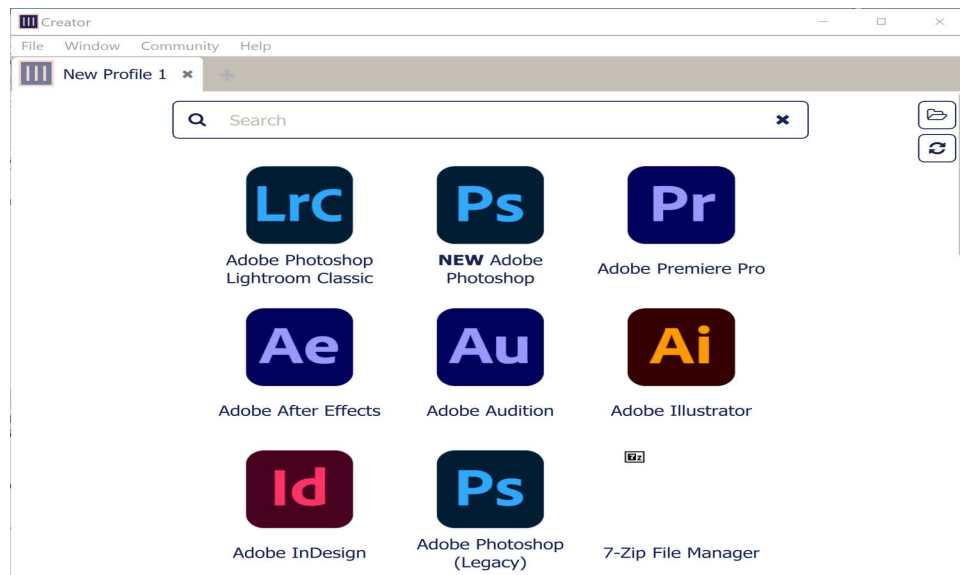 Creator
File Window Community Help
New Profile 1
Search
LrC Ps Pr
Adobe Photoshop
Lightroom Classic
NEW Adobe
Photoshop
Adobe Premiere Pro
Ae Au Ai
Adobe After Effects
Adobe Audition
Adobe Illustrator
Id Ps 7z
Adobe InDesign
Adobe Photoshop
(Legacy)
7-Zip File Manager